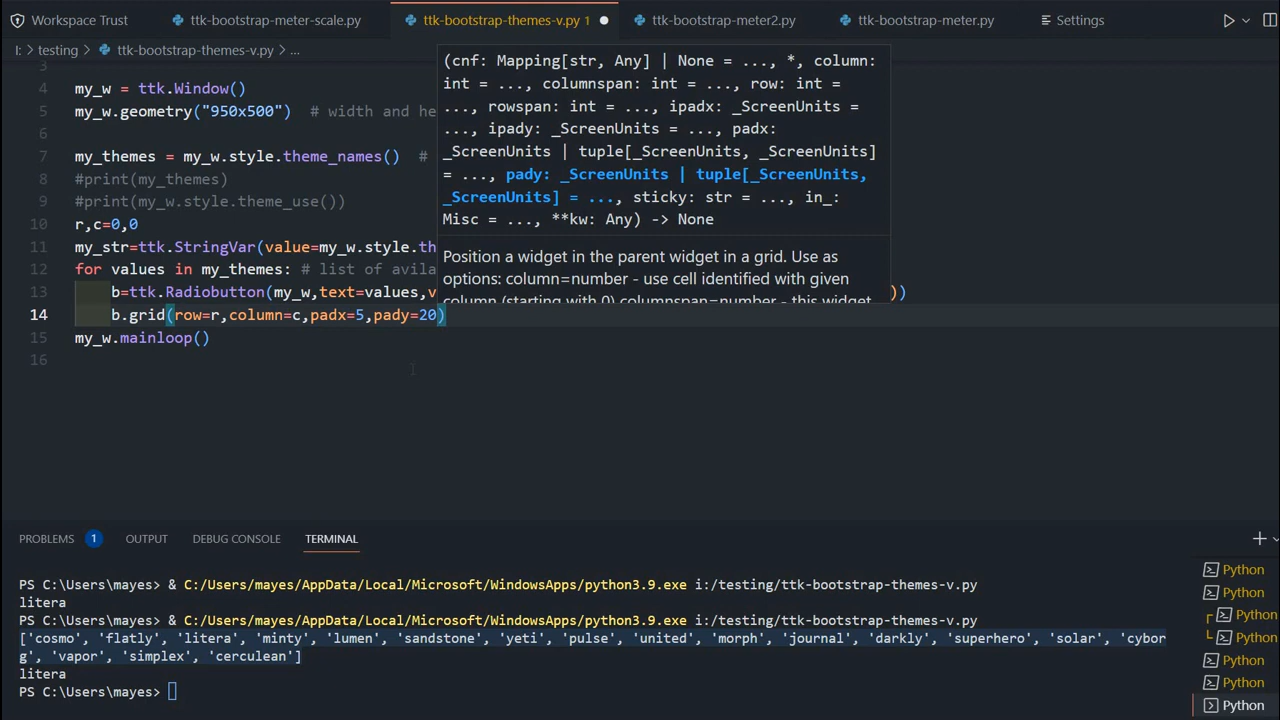 Workspace Trust ttk-bootstrap-meter-scale.py ttk-bootstrap-themes-v.py 1 ttk-bootstrap-meter2.py ttk-bootstrap-meter.py Settings
I: > testing > ttk-bootstrap-themes-v.py > ...
3
4 my_w = ttk.Window()
5 my_w.geometry("950x500") # width and he
6
7 my_themes = my_w.style.theme_names() #
8 #print(my_themes)
9 #print(my_w.style.theme_use())
10 r,c=0,0
11 my_str=ttk.StringVar(value=my_w.style.th
12 for values in my_themes: # list of avila
13 b=ttk.Radiobutton(my_w,text=values,v ))
14 b.grid(row=r,column=c,padx=5,pady=20)
15 my_w.mainloop()
16
(cnf: Mapping[str, Any] | None = ..., *, column:
int = ..., columnspan: int = ..., row: int =
..., rowspan: int = ..., ipadx: _ScreenUnits =
..., ipady: _ScreenUnits = ..., padx:
_ScreenUnits | tuple[_ScreenUnits, _ScreenUnits]
= ..., pady: _ScreenUnits | tuple[_ScreenUnits,
_ScreenUnits] = ..., sticky: str = ..., in_:
Misc = ..., **kw: Any) -> None
Position a widget in the parent widget in a grid. Use as
options: column=number - use cell identified with given
column (starting with 0) columnspan=number - this widget
PROBLEMS 1 OUTPUT DEBUG CONSOLE TERMINAL
PS C:\Users\mayes> & C:/Users/mayes/AppData/Local/Microsoft/WindowsApps/python3.9.exe i:/testing/ttk-bootstrap-themes-v.py
litera
PS C:\Users\mayes> & C:/Users/mayes/AppData/Local/Microsoft/WindowsApps/python3.9.exe i:/testing/ttk-bootstrap-themes-v.py
['cosmo', 'flatly', 'litera', 'minty', 'lumen', 'sandstone', 'yeti', 'pulse', 'united', 'morph', 'journal', 'darkly', 'superhero', 'solar', 'cybor
g', 'vapor', 'simplex', 'cerculean']
litera
PS C:\Users\mayes>
Python
Python
Python
Python
Python
Python
Python